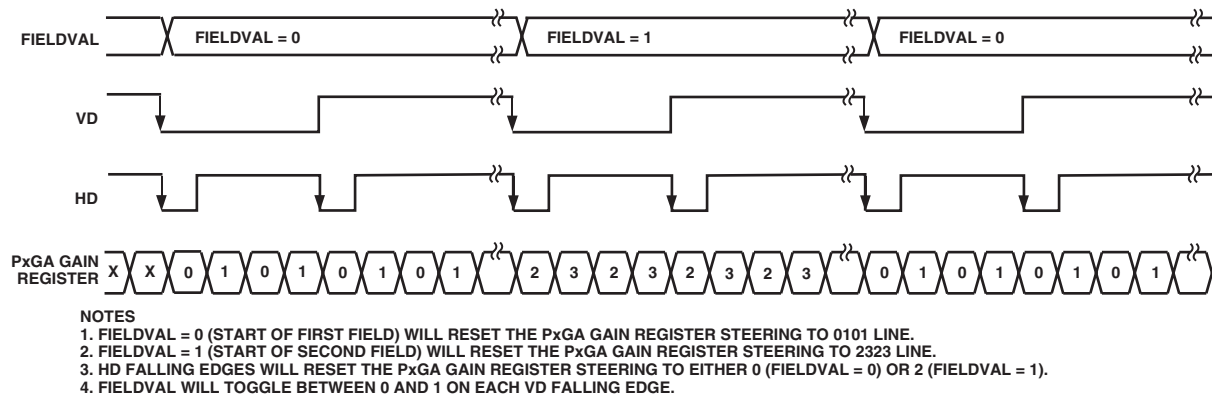 FIELDVAL FIELDVAL = 0 FIELDVAL = 1 FIELDVAL = 0
VD
HD
PxGA GAIN
REGISTER
X X 0 1 0 1 0 1 0 1 2 3 2 3 2 3 2 3 0 1 0 1 0 1 0 1
NOTES
1. FIELDVAL = 0 (START OF FIRST FIELD) WILL RESET THE PxGA GAIN REGISTER STEERING TO 0101 LINE.
2. FIELDVAL = 1 (START OF SECOND FIELD) WILL RESET THE PxGA GAIN REGISTER STEERING TO 2323 LINE.
3. HD FALLING EDGES WILL RESET THE PxGA GAIN REGISTER STEERING TO EITHER 0 (FIELDVAL = 0) OR 2 (FIELDVAL = 1).
4. FIELDVAL WILL TOGGLE BETWEEN 0 AND 1 ON EACH VD FALLING EDGE.